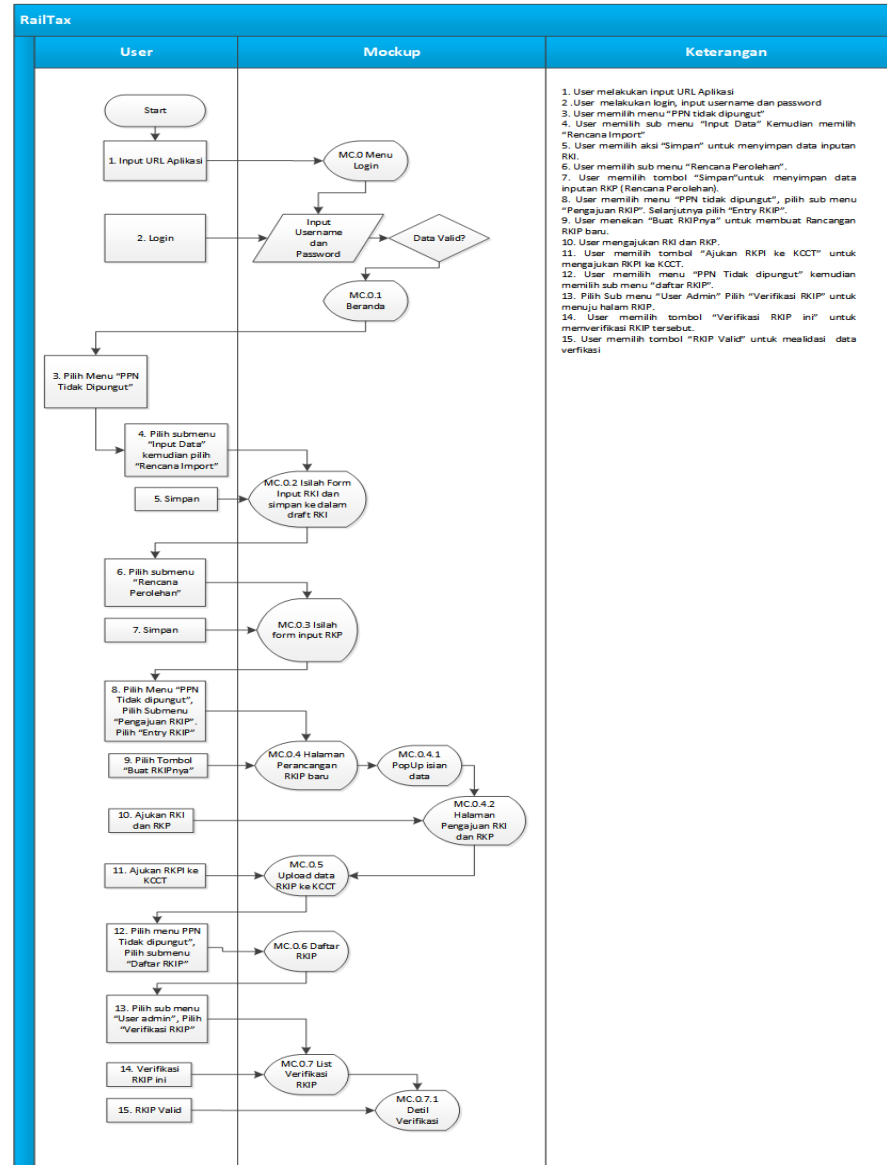 RailTax
User
Mockup
Keterangan
Start
1. Input URL Aplikasi
MC.0 Menu
Login
2. Login
Input
Username
dan
Password
Data Valid?
MC.0.1
Beranda
3. Pilih Menu "PPN
Tidak Dipungut"
4. Pilih submenu
"Input Data"
kemudian pilih
"Rencana Import"
5. Simpan
MC.0.2 Isilah Form
Input RKI dan
simpan ke dalam
draft RKI
6. Pilih submenu
"Rencana
Perolehan"
7. Simpan
MC.0.3 Isilah
form input RKP
8. Pilih Menu "PPN
Tidak dipungut",
Pilih Submenu
"Pengajuan RKIP".
Pilih "Entry RKIP"
9. Pilih Tombol
"Buat RKIPnya"
MC.0.4 Halaman
Perancangan
RKIP baru
MC.0.4.1
PopUp isian
data
10. Ajukan RKI
dan RKP
MC.0.4.2
Halaman
Pengajuan RKI
dan RKP
11. Ajukan RKPI ke
KCCT
MC.0.5
Upload data
RKIP ke KCCT
12. Pilih menu PPN
Tidak dipungut",
Pilih submenu
"Daftar RKIP"
MC.0.6 Daftar
RKIP
13. Pilih sub menu
"User admin", Pilih
"Verifikasi RKIP"
14. Verifikasi
RKIP ini
MC.0.7 List
Verifikasi
RKIP
15. RKIP Valid
MC.0.7.1
Detil
Verifikasi
1. User melakukan input URL Aplikasi
2 .User melakukan login, input username dan password
3. User memilih menu "PPN tidak dipungut"
4. User memilih sub menu "Input Data" Kemudian memilih
"Rencana Import"
5. User memilih aksi "Simpan" untuk menyimpan data inputan
RKI.
6. User memilih sub menu "Rencana Perolehan".
7. User memilih tombol "Simpan"untuk menyimpan data
inputan RKP (Rencana Perolehan).
8. User memilih menu "PPN tidak dipungut", pilih sub menu
"Pengajuan RKIP". Selanjutnya pilih "Entry RKIP".
9. User menekan "Buat RKIPnya" untuk membuat Rancangan
RKIP baru.
10. User mengajukan RKI dan RKP.
11. User memilih tombol "Ajukan RKPI ke KCCT" untuk
mengajukan RKPI ke KCCT.
12. User memilih menu "PPN Tidak dipungut" kemudian
memilih sub menu "daftar RKIP".
13. Pilih Sub menu "User Admin" Pilih "Verifikasi RKIP" untuk
menuju halam RKIP.
14. User memilih tombol "Verifikasi RKIP ini" untuk
memverifikasi RKIP tersebut.
15. User memilih tombol "RKIP Valid" untuk mealidasi data
verfikasi